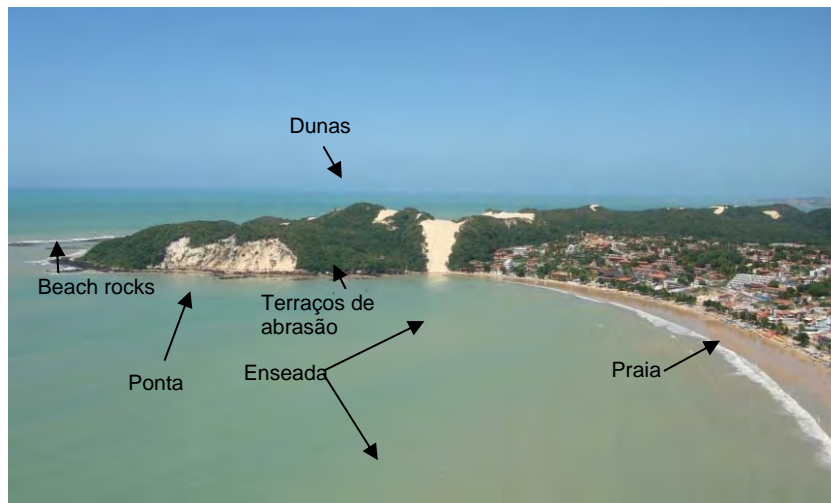 Dunas
Beach rocks
Terraços de
abrasão
Ponta
Enseada
Praia